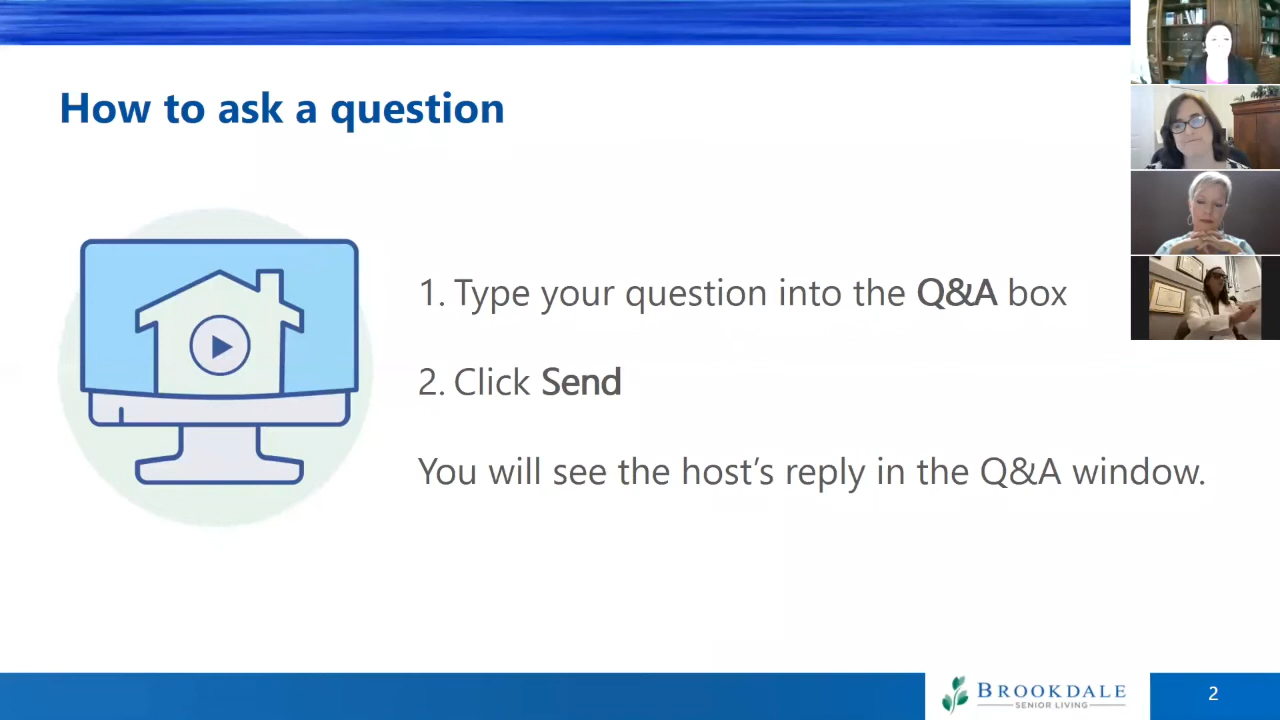 How to ask a question
1. Type your question into the Q&A box
2. Click Send
You will see the host’s reply in the Q&A window.
BROOKDALE
SENIOR LIVING
2